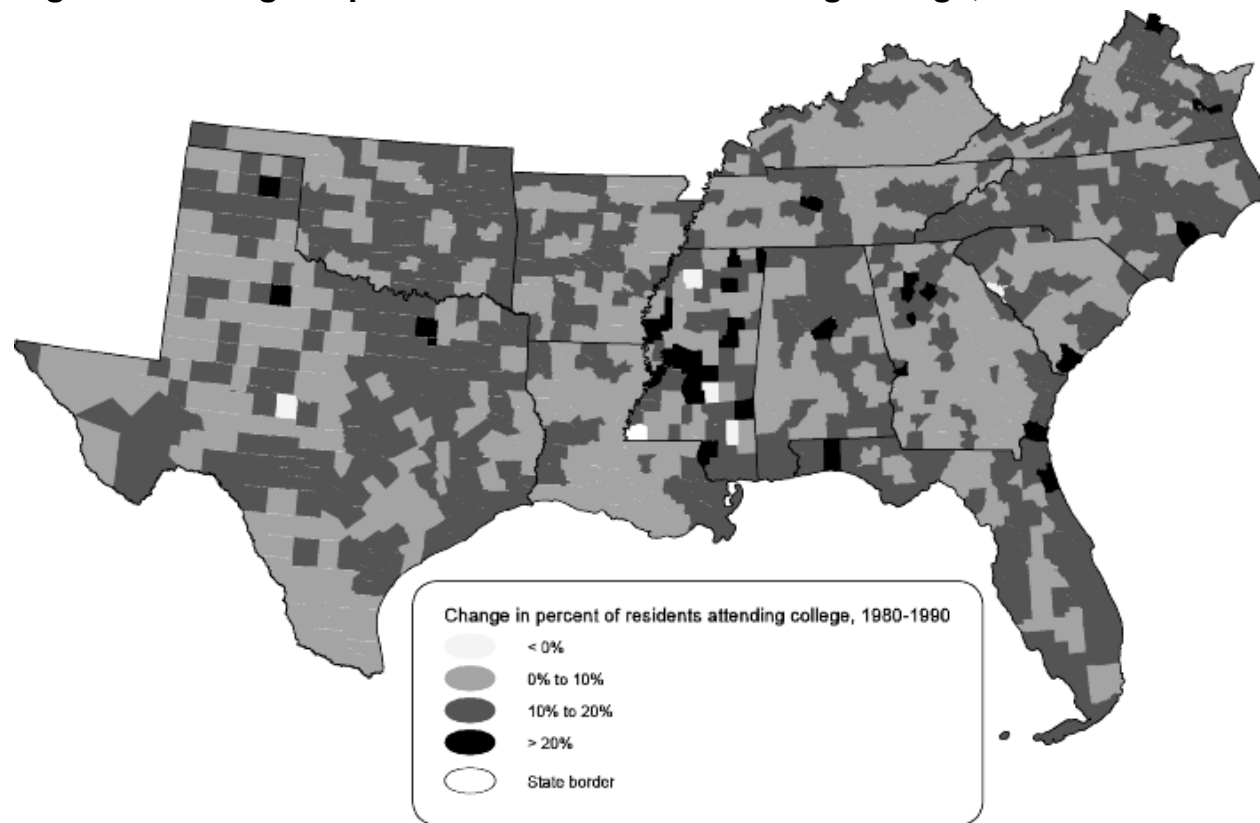 Change in percent of residents attending college, 1980-1990
< 0%
0% to 10%
10% to 20%
> 20%
State border